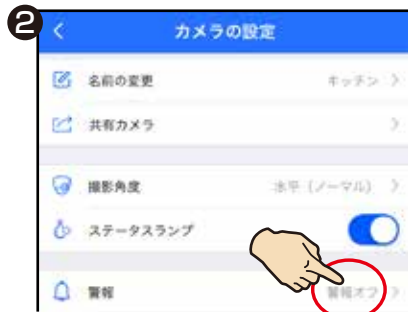 ❷
カメラの設定
名前の変更 キッチン
共有カメラ
撮影角度 水平（ノーマル）
ステータスランプ
警報 警報オフ